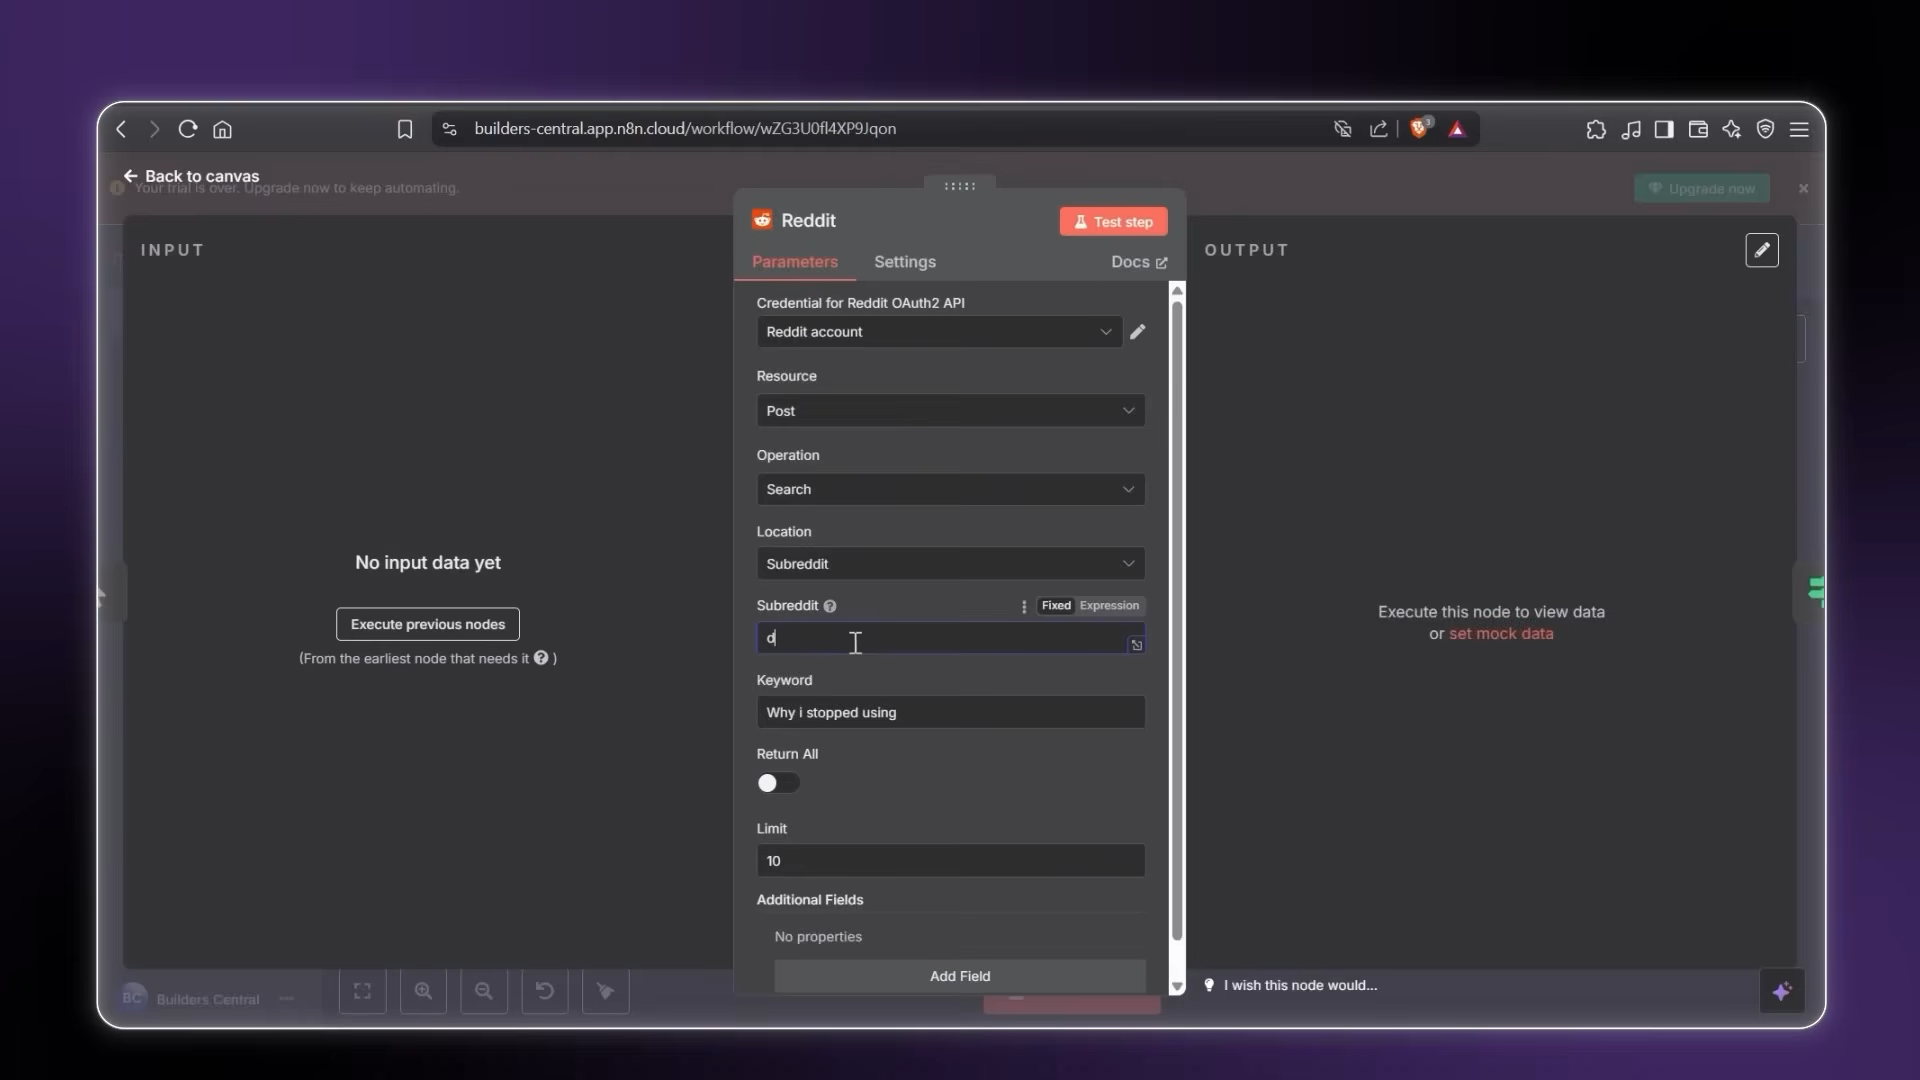 builders-central.app.n8n.cloud/workflow/wZG3U0fl4XP9Jqon
3
Back to canvas
Your trial is over. Upgrade now to keep automating.
Upgrade now
INPUT
Reddit
Test step
OUTPUT
Parameters
Settings
Docs
Credential for Reddit OAuth2 API
Reddit account
Resource
Post
Operation
Search
Location
Subreddit
Subreddit
Fixed
Expression
d
Keyword
Why i stopped using
Return All
Limit
10
Additional Fields
No properties
Add Field
No input data yet
Execute previous nodes
(From the earliest node that needs it ? )
Execute this node to view data
or set mock data
I wish this node would...
BC
Builders Central